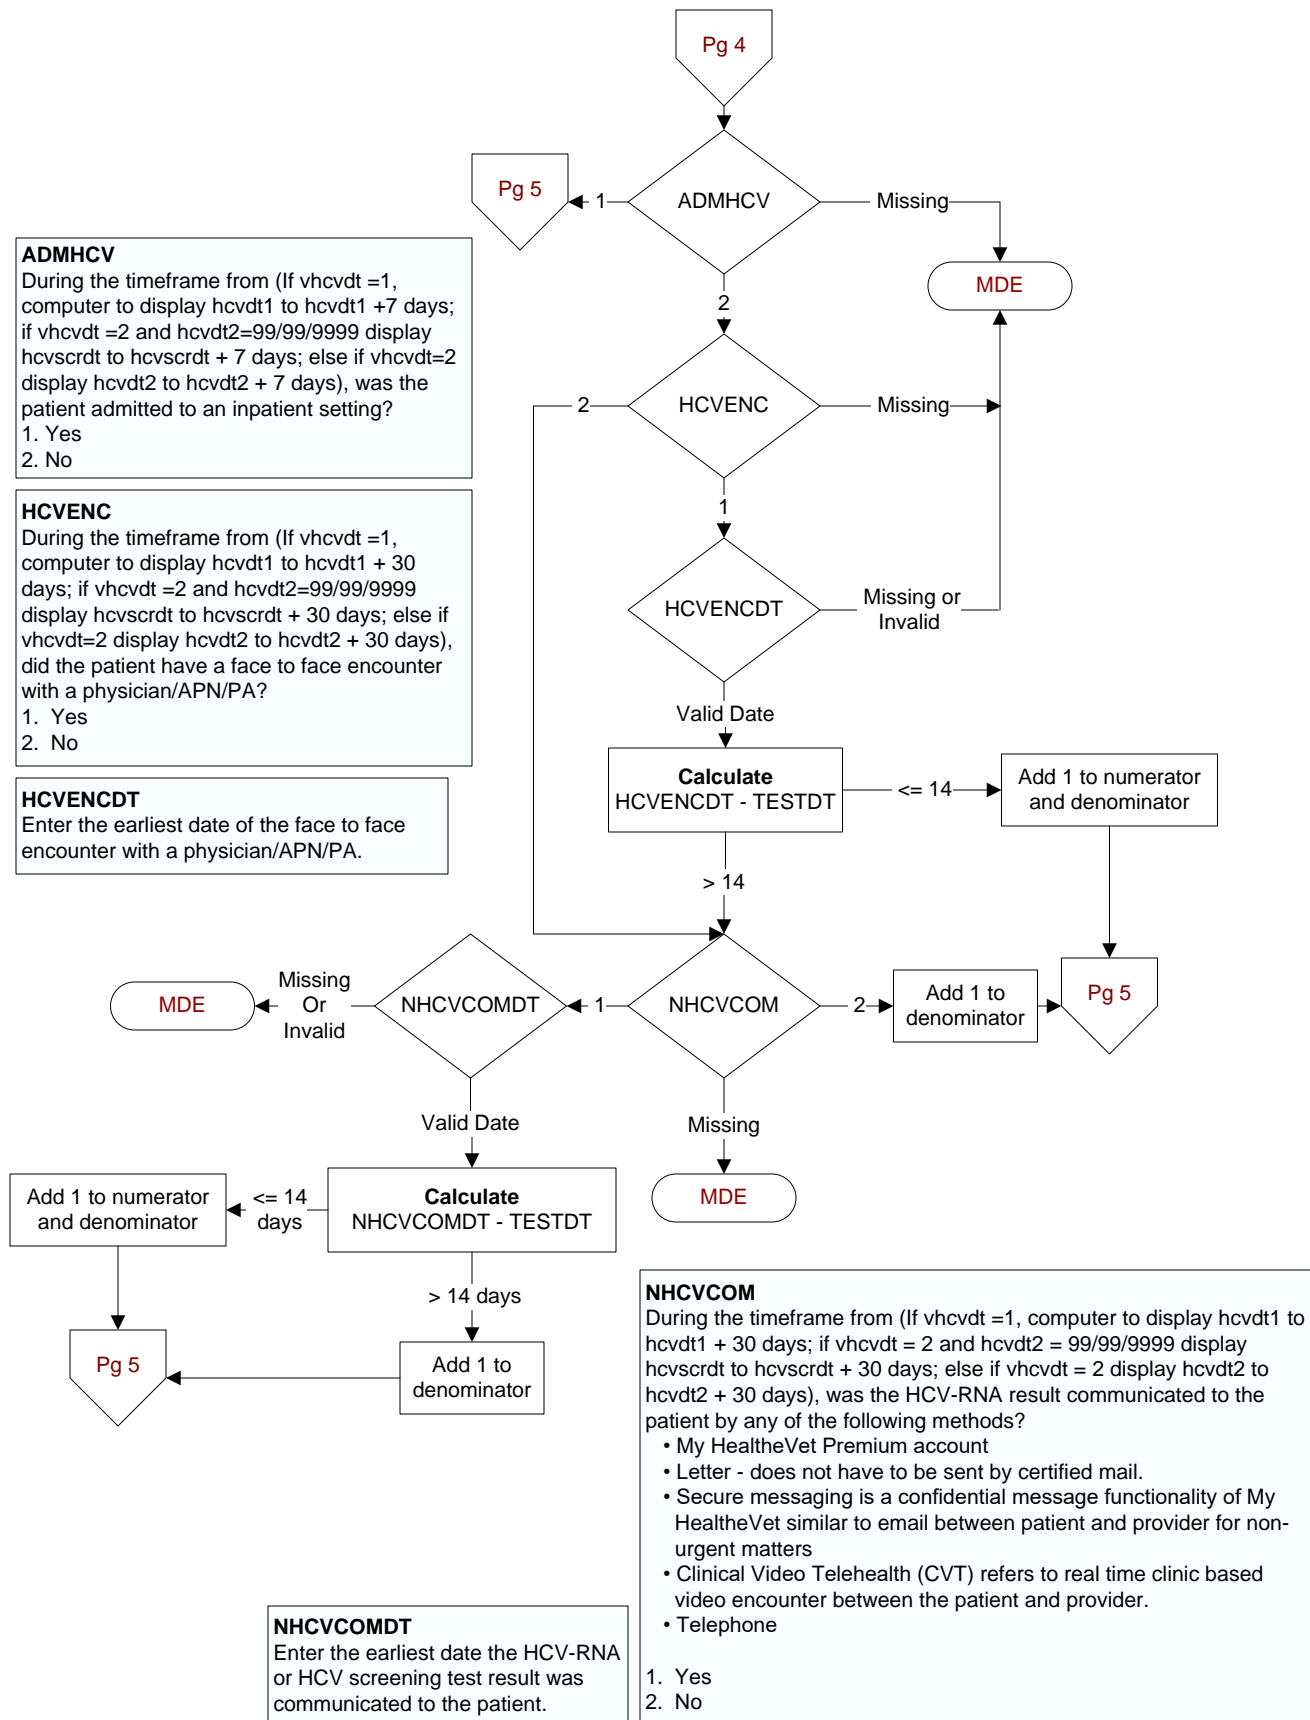 Pg 4
Pg 5
1
ADMHCV
Missing
MDE
2
ADMHCV
During the timeframe from (If vhcvdt =1,
computer to display hcvdt1 to hcvdt1 +7 days;
if vhcvdt =2 and hcvdt2=99/99/9999 display
hcvscrdt to hcvscrdt + 7 days; else if vhcvdt=2
display hcvdt2 to hcvdt2 + 7 days), was the
patient admitted to an inpatient setting?
1. Yes
2. No
2
HCVENC
Missing
1
HCVENC
During the timeframe from (If vhcvdt =1,
computer to display hcvdt1 to hcvdt1 + 30
days; if vhcvdt =2 and hcvdt2=99/99/9999
display hcvscrdt to hcvscrdt + 30 days; else if
vhcvdt=2 display hcvdt2 to hcvdt2 + 30 days),
did the patient have a face to face encounter
with a physician/APN/PA?
1. Yes
2. No
HCVENCDT
Missing or
Invalid
Valid Date
HCVENCDT
Enter the earliest date of the face to face
encounter with a physician/APN/PA.
Calculate
HCVENCDT - TESTDT
<= 14
Add 1 to numerator
and denominator
> 14
MDE
Missing
Or
Invalid
NHCVCOMDT
1
NHCVCOM
2
Add 1 to
denominator
Pg 5
Valid Date
Missing
MDE
Add 1 to numerator
and denominator
<= 14
days
Calculate
NHCVCOMDT - TESTDT
> 14 days
Pg 5
Add 1 to
denominator
NHCVCOM
During the timeframe from (If vhcvdt =1, computer to display hcvdt1 to
hcvdt1 + 30 days; if vhcvdt = 2 and hcvdt2 = 99/99/9999 display
hcvscrdt to hcvscrdt + 30 days; else if vhcvdt = 2 display hcvdt2 to
hcvdt2 + 30 days), was the HCV-RNA result communicated to the
patient by any of the following methods?
• My HealtheVet Premium account
• Letter - does not have to be sent by certified mail.
• Secure messaging is a confidential message functionality of My
HealtheVet similar to email between patient and provider for non-
urgent matters
• Clinical Video Telehealth (CVT) refers to real time clinic based
video encounter between the patient and provider.
• Telephone
1. Yes
2. No
NHCVCOMDT
Enter the earliest date the HCV-RNA
or HCV screening test result was
communicated to the patient.